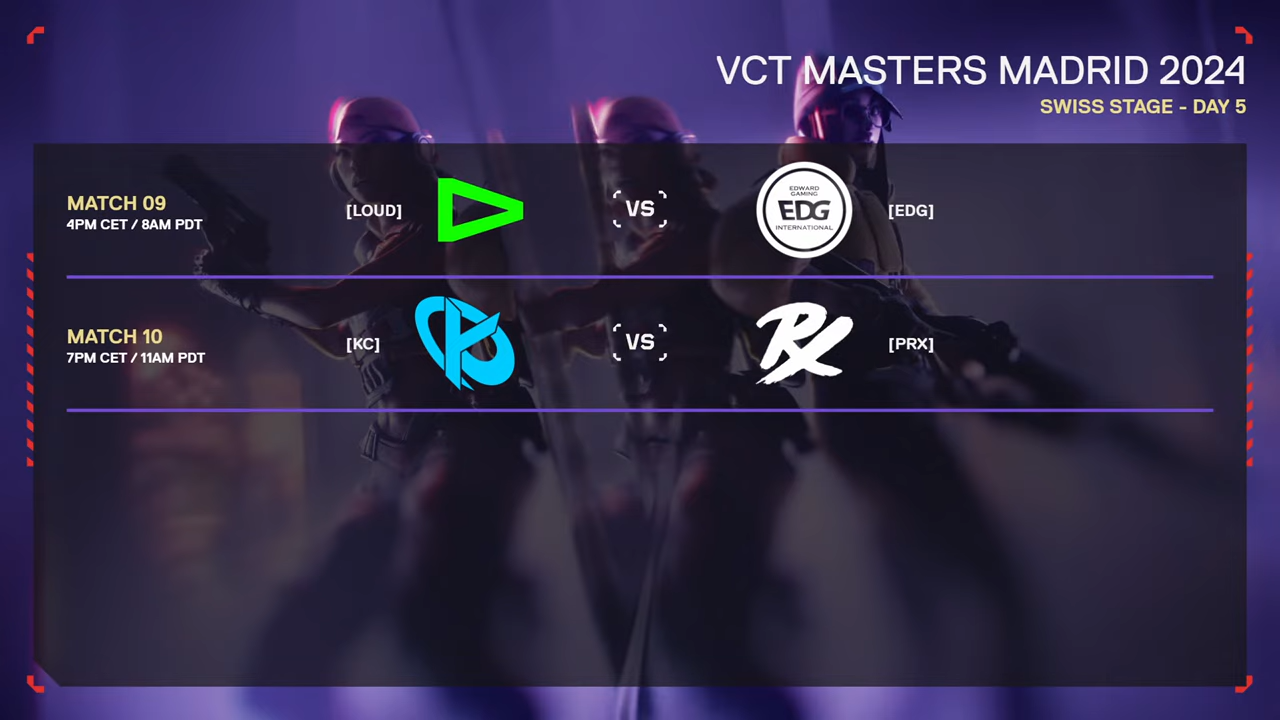 VCT MASTERS MADRID 2024
SWISS STAGE - DAY 5
MATCH 09
4PM CET / 8AM PDT
[LOUD]
VS
EDWARD
GAMING
EDG
INTERNATIONAL
[EDG]
MATCH 10
7PM CET / 11AM PDT
[KC]
VS
[PRX]